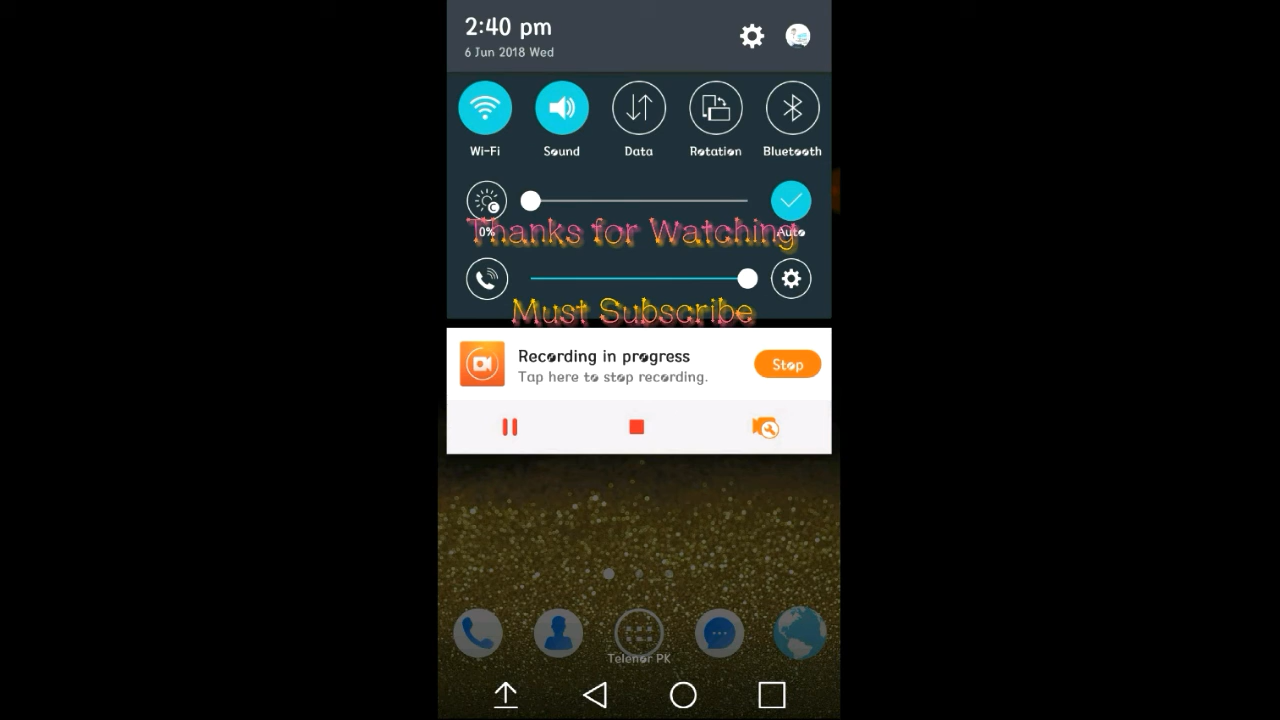 2:40 pm
6 Jun 2018 Wed
Wi-Fi
Sound
Data
Rotation
Bluetooth
0%
Auto
Thanks for Watching
Must Subscribe
Recording in progress
Tap here to stop recording.
Stop
Telenor PK